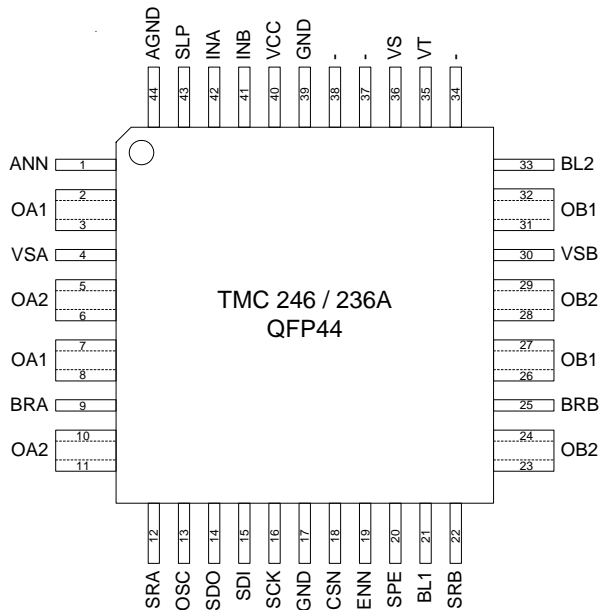 AGND
SLP
INA
INB
VCC
GND
-
-
VS
VT
-
44
43
42
41
40
39
38
37
36
35
34
ANN
1
33
BL2
OA1
2
3
32
31
OB1
VSA
4
30
VSB
OA2
5
6
29
28
OB2
TMC 246 / 236A
QFP44
OA1
7
8
27
26
OB1
BRA
9
25
BRB
OA2
10
11
24
23
OB2
12
13
14
15
16
17
18
19
20
21
22
SRA
OSC
SDO
SDI
SCK
GND
CSN
ENN
SPE
BL1
SRB